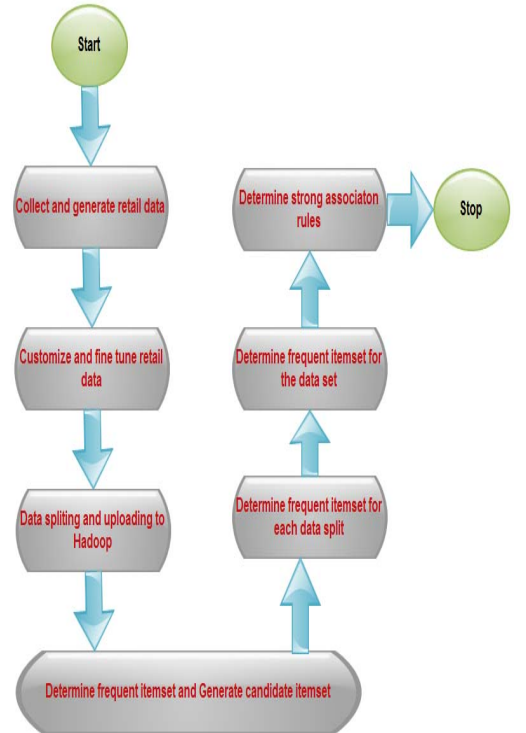 Start
Collect and generate retail data
Customize and fine tune retail
data
Data spliting and uploading to
Hadoop
Determine frequent itemset and Generate candidate itemset
Determine frequent itemset for
each data split
Determine frequent itemset for
the data set
Determine strong associaton
rules
Stop